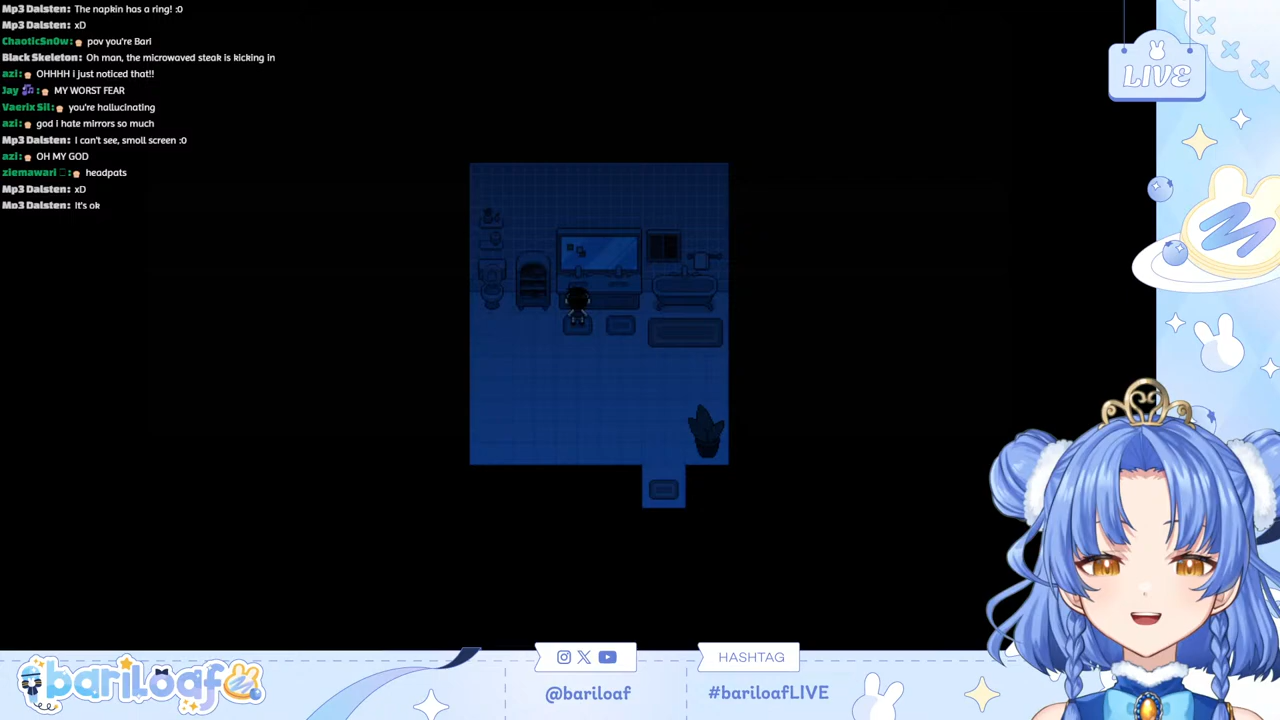 Mp3 Dalsten: The napkin has a ring! :0
Mp3 Dalsten: xD
ChaoticSn0w: pov you're Bari
Black Skeleton: Oh man, the microwaved steak is kicking in
azi: OHHHH i just noticed that!!
Jay: MY WORST FEAR
Vaerix Sil: you're hallucinating
azi: god i hate mirrors so much
Mp3 Dalsten: I can't see, smoll screen :0
azi: OH MY GOD
ziemawari: headpats
Mp3 Dalsten: xD
Mp3 Dalsten: It's ok
LIVE
bariloaf
@bariloaf
HASHTAG
#bariloafLIVE